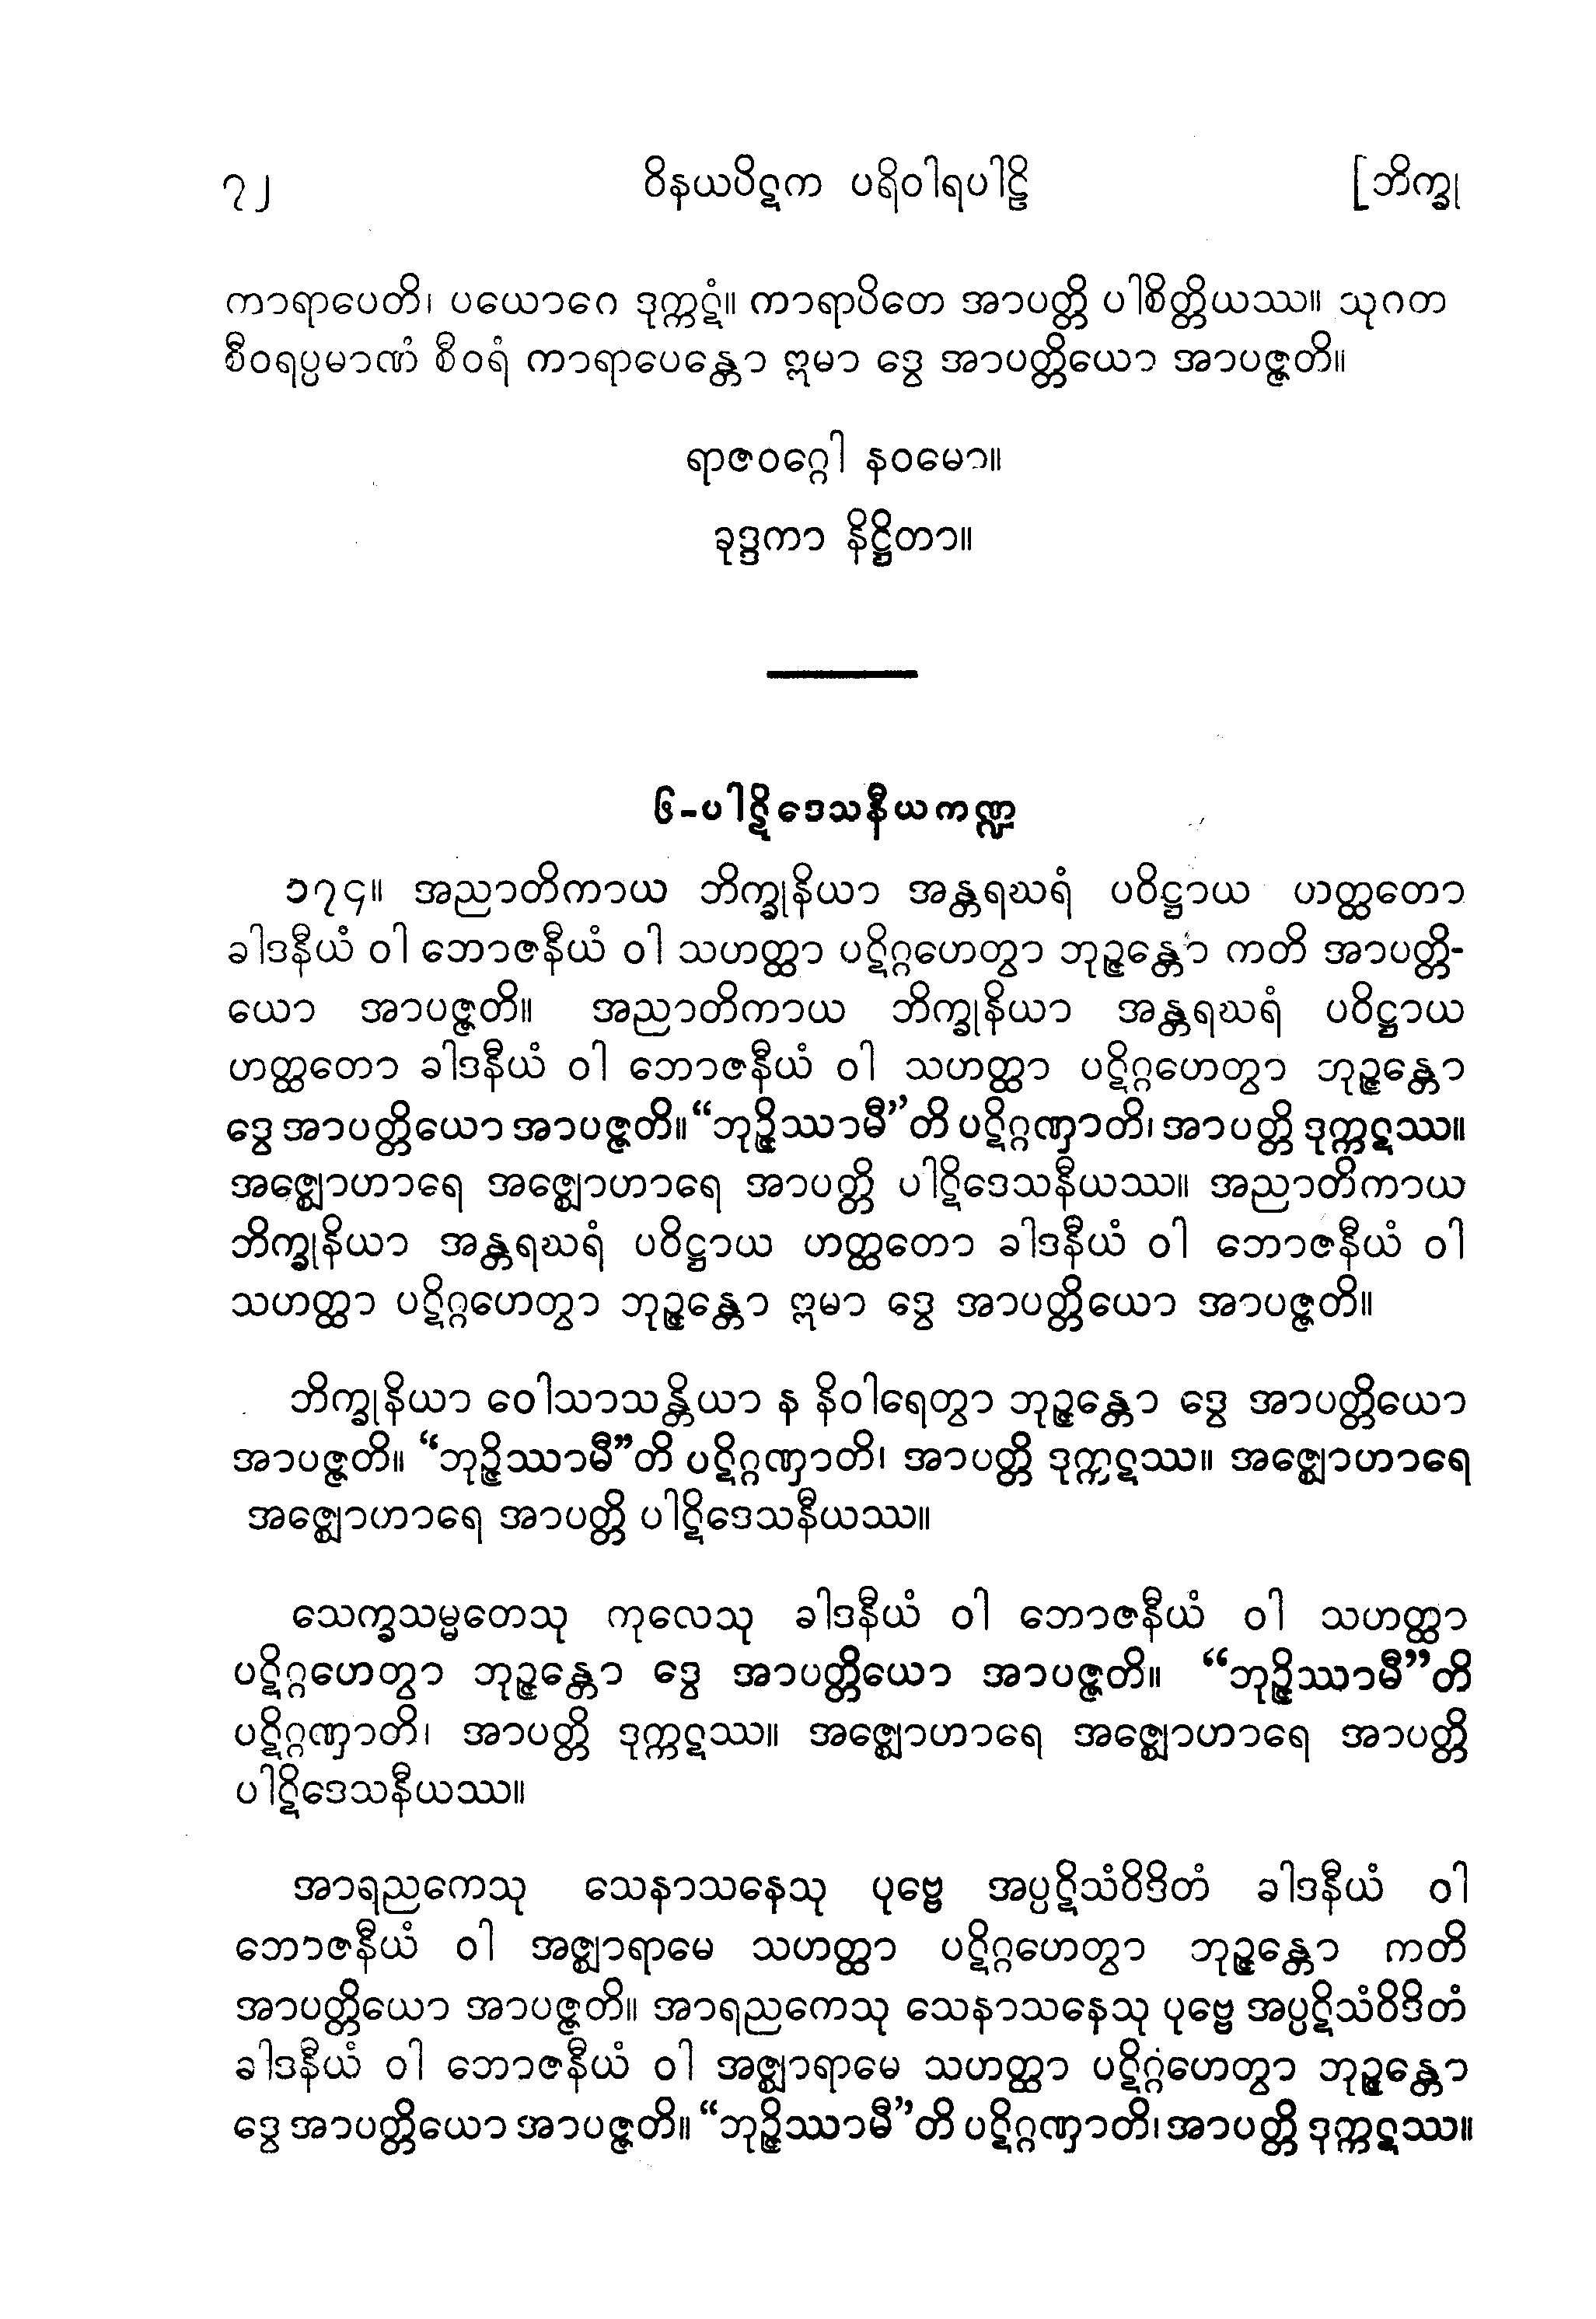 ၇၂ ဝိနယပိဋက ပရိဝါရပါဠိ [ဘိက္ခု
ကာရာပေတိ၊ ပယောဂေ ဒုက္ကဋံ။ ကာရာပိတေ အာပတ္တိ ပါစိတ္တိယဿ။ သုဂတ
စီဝရပ္ပမာဏံ စီဝရံ ကာရာပေန္တော ဣမာ ဒွေ အာပတ္တိယော အာပဇ္ဇတိ။
ရာဇဝဂ္ဂေါ နဝမော။
ခုဒ္ဒကာ နိဋ္ဌိတာ။
၆-ပါဋိဒေသနီယကဏ္ဍ
၁၇၄။ အညာတိကာယ ဘိက္ခုနိယာ အန္တရဃရံ ပဝိဋ္ဌာယ ဟတ္ထတော
ခါဒနီယံ ဝါ ဘောဇနီယံ ဝါ သဟတ္ထာ ပဋိဂ္ဂဟေတွာ ဘုဉ္ဇန္တော ကတိ အာပတ္တိ-
ယော အာပဇ္ဇတိ။ အညာတိကာယ ဘိက္ခုနိယာ အန္တရဃရံ ပဝိဋ္ဌာယ
ဟတ္ထတော ခါဒနီယံ ဝါ ဘောဇနီယံ ဝါ သဟတ္ထာ ပဋိဂ္ဂဟေတွာ ဘုဉ္ဇန္တော
ဒွေ အာပတ္တိယော အာပဇ္ဇတိ။ “ဘုဉ္ဇိဿာမီ”တိ ပဋိဂ္ဂဏှာတိ၊ အာပတ္တိ ဒုက္ကဋဿ။
အဇ္ဈောဟာရေ အဇ္ဈောဟာရေ အာပတ္တိ ပါဋိဒေသနီယဿ။ အညာတိကာယ
ဘိက္ခုနိယာ အန္တရဃရံ ပဝိဋ္ဌာယ ဟတ္ထတော ခါဒနီယံ ဝါ ဘောဇနီယံ ဝါ
သဟတ္ထာ ပဋိဂ္ဂဟေတွာ ဘုဉ္ဇန္တော ဣမာ ဒွေ အာပတ္တိယော အာပဇ္ဇတိ။
ဘိက္ခုနိယာ ဝေါသာသန္တိယာ န နိဝါရေတွာ ဘုဉ္ဇန္တော ဒွေ အာပတ္တိယော
အာပဇ္ဇတိ။ “ဘုဉ္ဇိဿာမီ”တိ ပဋိဂ္ဂဏှာတိ၊ အာပတ္တိ ဒုက္ကဋဿ။ အဇ္ဈောဟာရေ
အဇ္ဈောဟာရေ အာပတ္တိ ပါဋိဒေသနီယဿ။
သေက္ခသမ္မတေသု ကုလေသု ခါဒနီယံ ဝါ ဘောဇနီယံ ဝါ သဟတ္ထာ
ပဋိဂ္ဂဟေတွာ ဘုဉ္ဇန္တော ဒွေ အာပတ္တိယော အာပဇ္ဇတိ။ “ဘုဉ္ဇိဿာမီ”တိ
ပဋိဂ္ဂဏှာတိ၊ အာပတ္တိ ဒုက္ကဋဿ။ အဇ္ဈောဟာရေ အဇ္ဈောဟာရေ အာပတ္တိ
ပါဋိဒေသနီယဿ။
အာရညကေသု သေနာသနေသု ပုဗ္ဗေ အပ္ပဋိသံဝိဒိတံ ခါဒနီယံ ဝါ
ဘောဇနီယံ ဝါ အဇ္ဈာရာမေ သဟတ္ထာ ပဋိဂ္ဂဟေတွာ ဘုဉ္ဇန္တော ကတိ
အာပတ္တိယော အာပဇ္ဇတိ။ အာရညကေသု သေနာသနေသု ပုဗ္ဗေ အပ္ပဋိသံဝိဒိတံ
ခါဒနီယံ ဝါ ဘောဇနီယံ ဝါ အဇ္ဈာရာမေ သဟတ္ထာ ပဋိဂ္ဂံဟေတွာ ဘုဉ္ဇန္တော
ဒွေ အာပတ္တိယော အာပဇ္ဇတိ။ “ဘုဉ္ဇိဿာမီ”တိ ပဋိဂ္ဂဏှာတိ၊ အာပတ္တိ ဒုက္ကဋဿ။